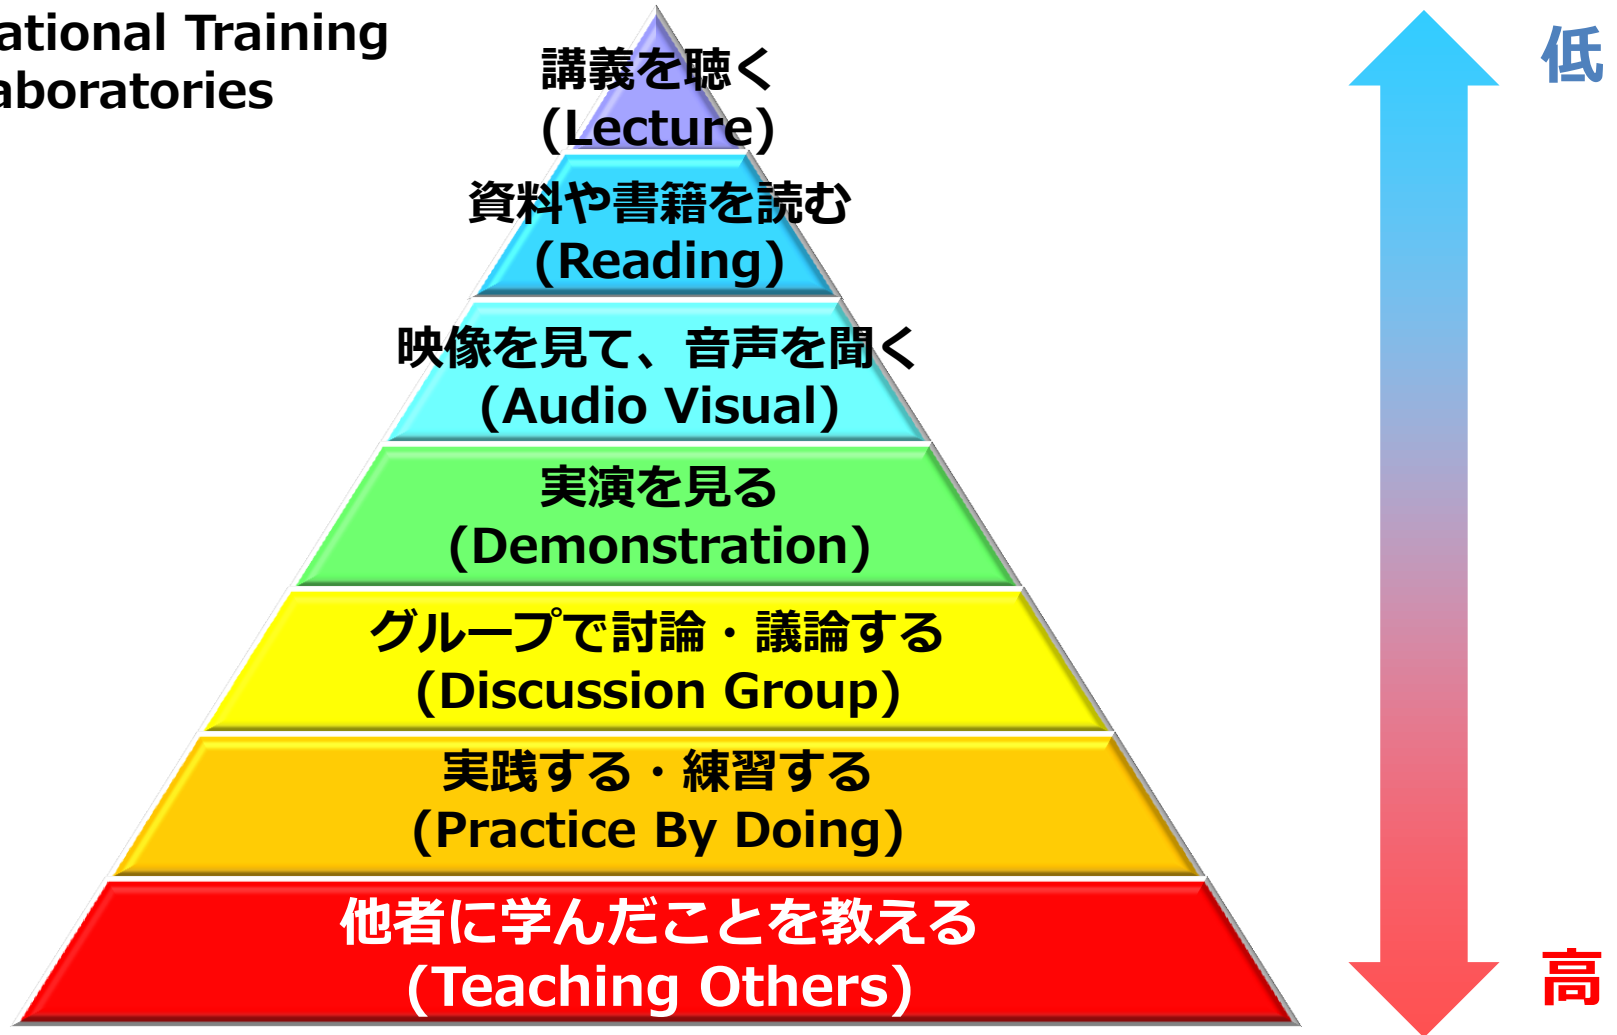 ational Training
aboratories
講義を聴く
(Lecture)
資料や書籍を読む
(Reading)
映像を見て、音声を聞く
(Audio Visual)
実演を見る
(Demonstration)
グループで討論・議論する
(Discussion Group)
実践する・練習する
(Practice By Doing)
他者に学んだことを教える
(Teaching Others)
低
高